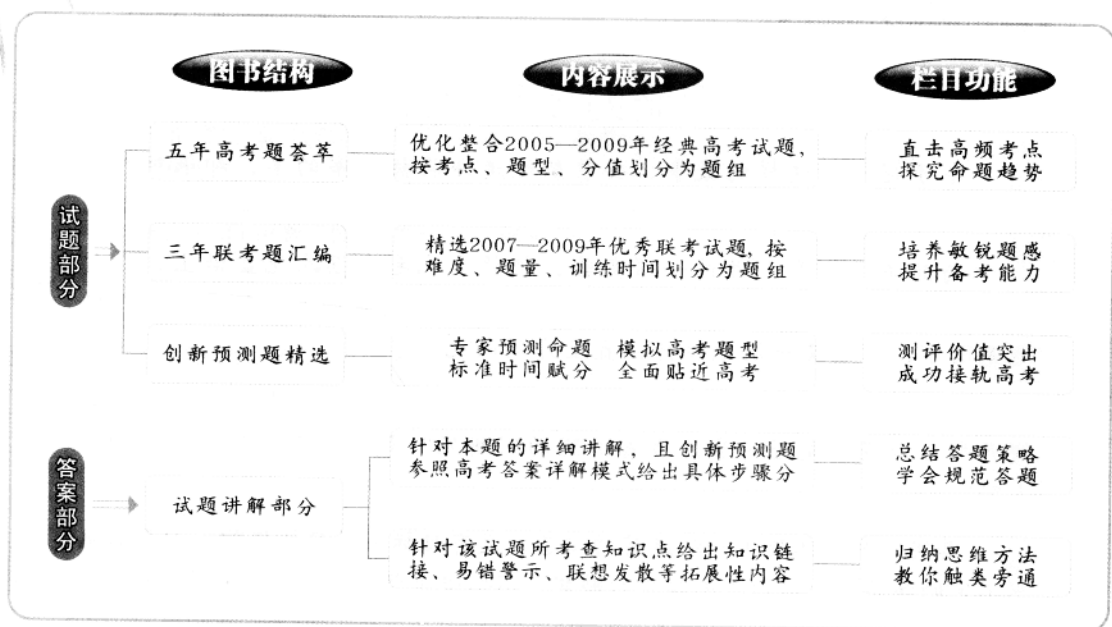 图书结构
内容展示
栏目功能
试题部分
五年高考题荟萃
优化整合2005—2009年经典高考试题,
按考点、题型、分值划分为题组
直击高频考点
探究命题趋势
三年联考题汇编
精选2007—2009年优秀联考试题,按
难度、题量、训练时间划分为题组
培养敏锐题感
提升备考能力
创新预测题精选
专家预测命题 模拟高考题型
标准时间赋分 全面贴近高考
测评价值突出
成功接轨高考
答案部分
试题讲解部分
针对本题的详细讲解，且创新预测题
参照高考答案详解模式给出具体步骤分
总结答题策略
学会规范答题
针对该试题所考查知识点给出知识链
接、易错警示、联想发散等拓展性内容
归纳思维方法
教你触类旁通